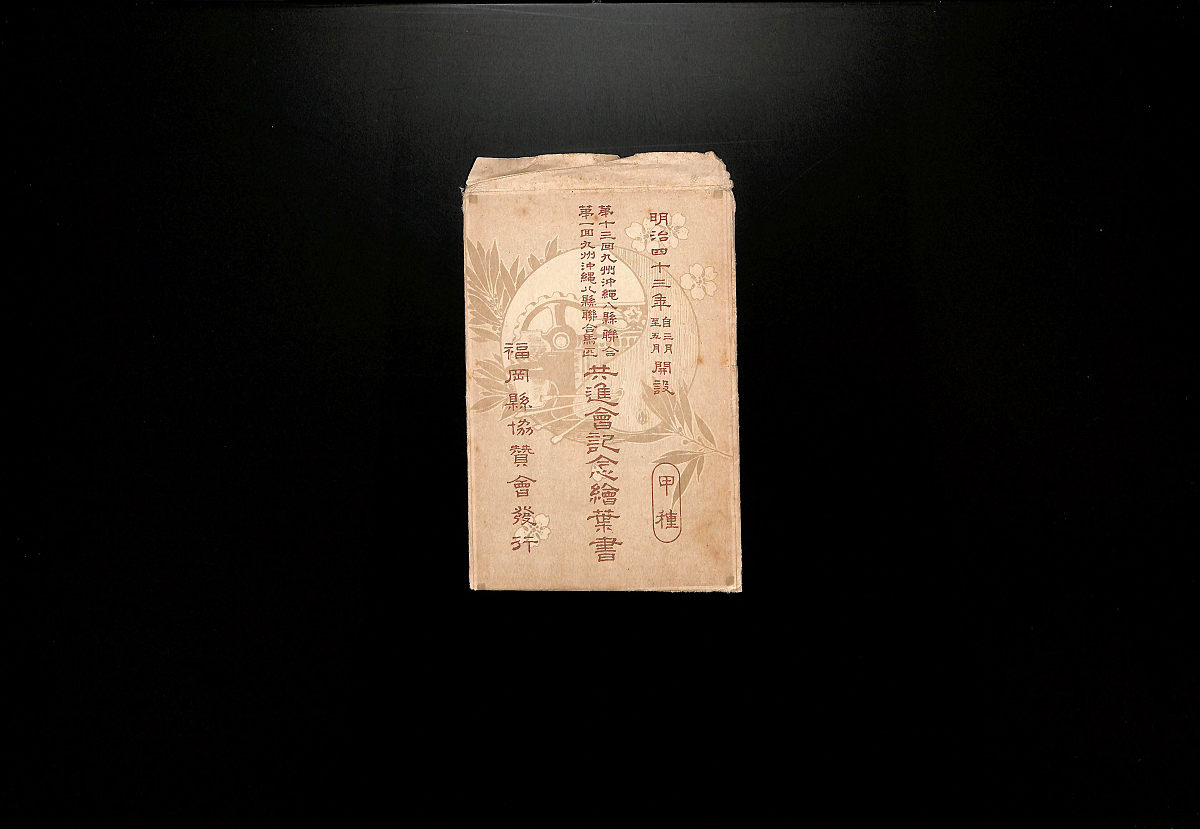 明治四十三年自三月至五月開設
甲種
第十三回九州沖縄八縣聯合
第一回九州沖縄八縣聯合馬匹
共進會記念繪葉書
福岡縣協贊會發行